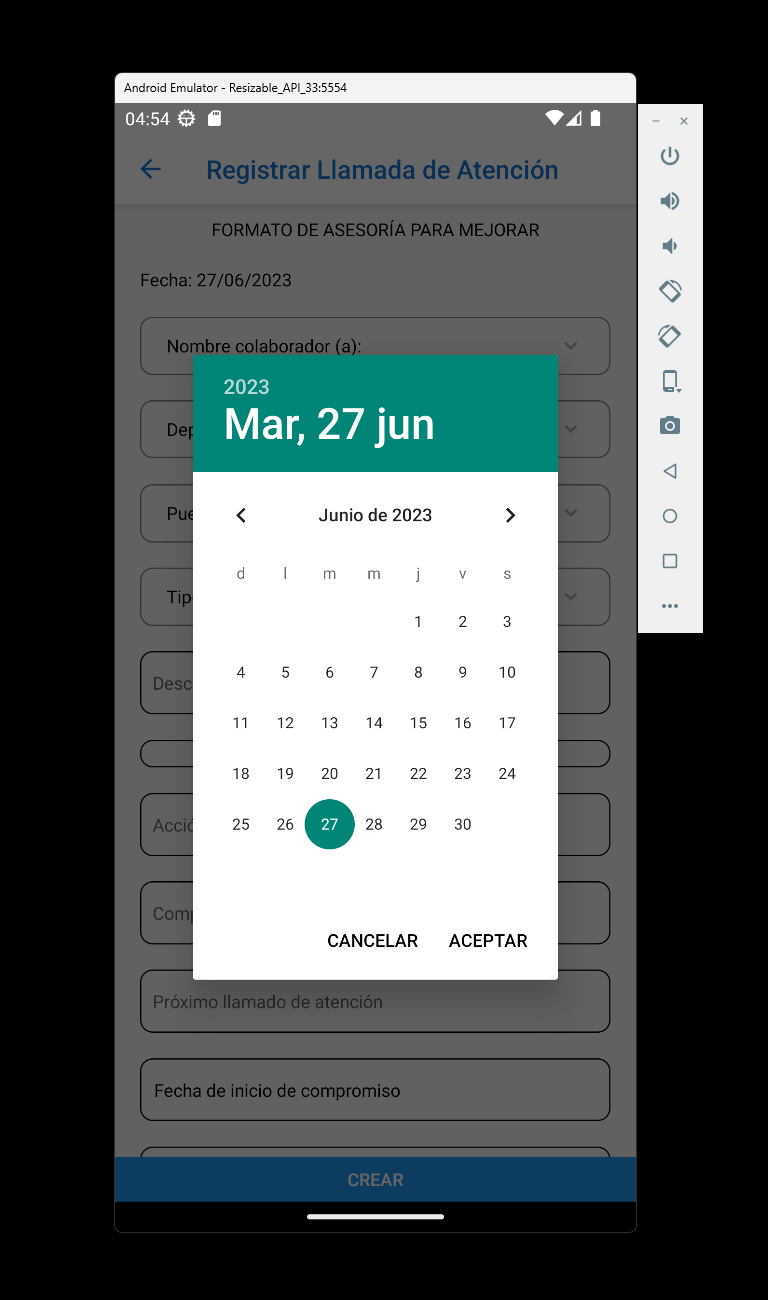 Android Emulator - Resizable_API_33:5554
04:54
Registrar Llamada de Atención
FORMATO DE ASESORÍA PARA MEJORAR
Fecha: 27/06/2023
Nombre colaborador (a):
Dep
Pue
Tipo
Desc
Acció
Comp
2023
Mar, 27 jun
Junio de 2023
d l m m j v s
1 2 3
4 5 6 7 8 9 10
11 12 13 14 15 16 17
18 19 20 21 22 23 24
25 26 27 28 29 30
CANCELAR ACEPTAR
Próximo llamado de atención
Fecha de inicio de compromiso
CREAR